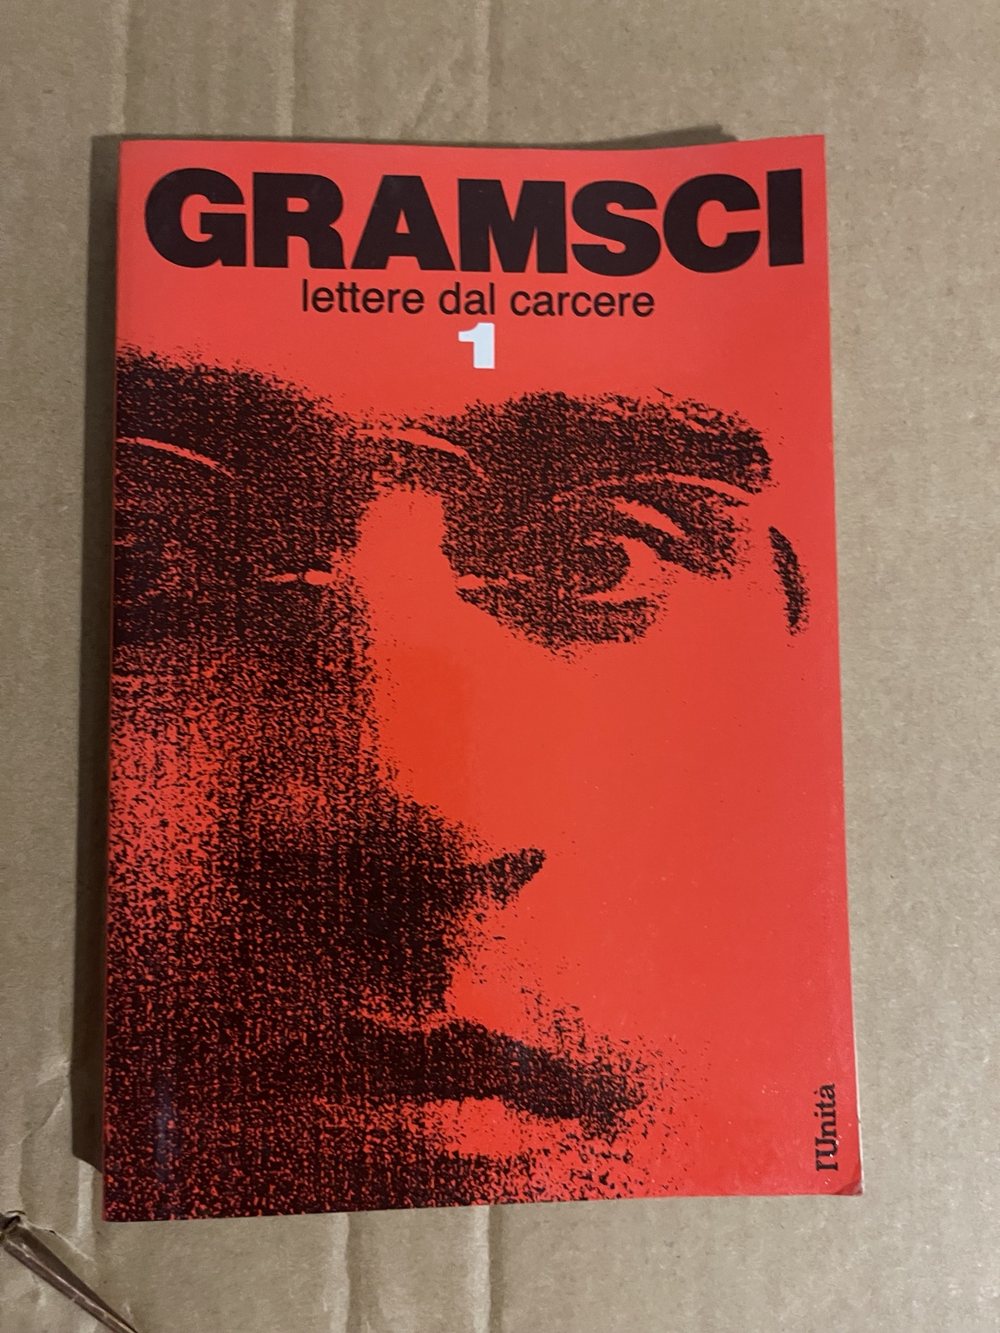 GRAMSCI
lettere dal carcere
1
l'Unità